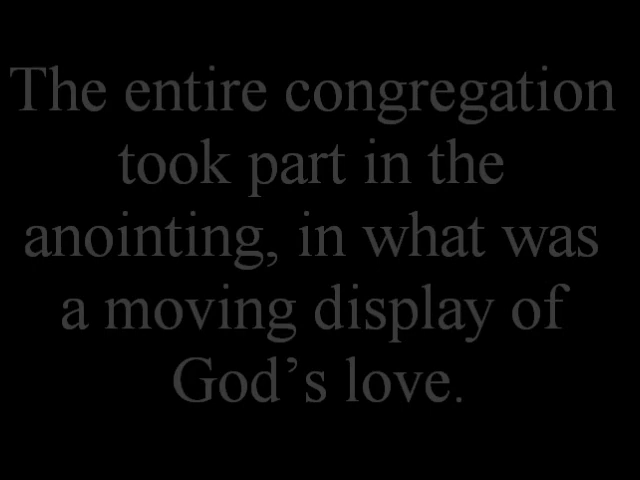 The entire congregation
took part in the
anointing, in what was
a moving display of
God’s love.